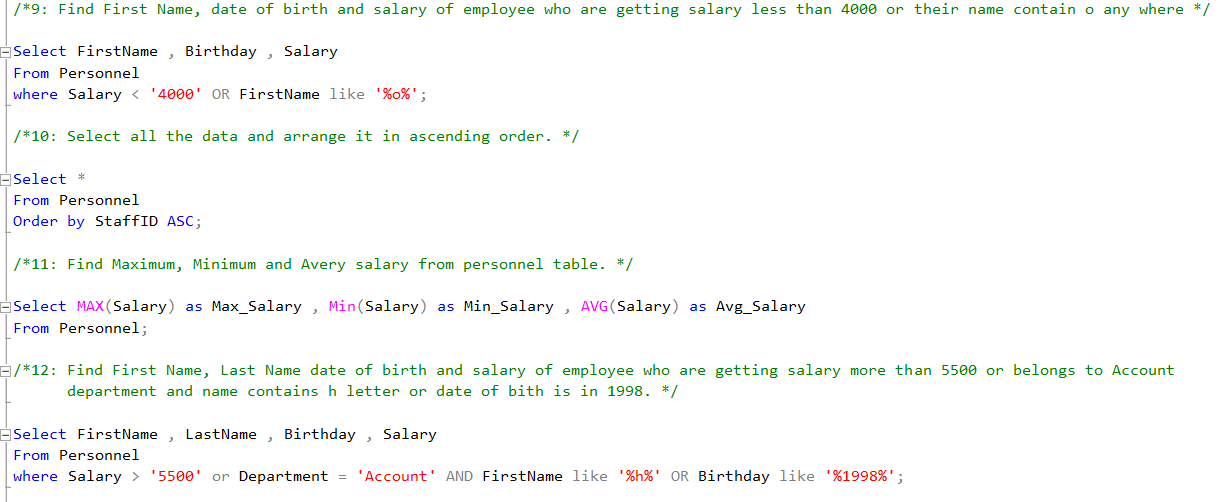 /*9: Find First Name, date of birth and salary of employee who are getting salary less than 4000 or their name contain o any where */
Select FirstName , Birthday , Salary
From Personnel
where Salary < '4000' OR FirstName like '%o%';
/*10: Select all the data and arrange it in ascending order. */
Select *
From Personnel
Order by StaffID ASC;
/*11: Find Maximum, Minimum and Avery salary from personnel table. */
Select MAX(Salary) as Max_Salary , Min(Salary) as Min_Salary , AVG(Salary) as Avg_Salary
From Personnel;
/*12: Find First Name, Last Name date of birth and salary of employee who are getting salary more than 5500 or belongs to Account
department and name contains h letter or date of bith is in 1998. */
Select FirstName , LastName , Birthday , Salary
From Personnel
where Salary > '5500' or Department = 'Account' AND FirstName like '%h%' OR Birthday like '%1998%';